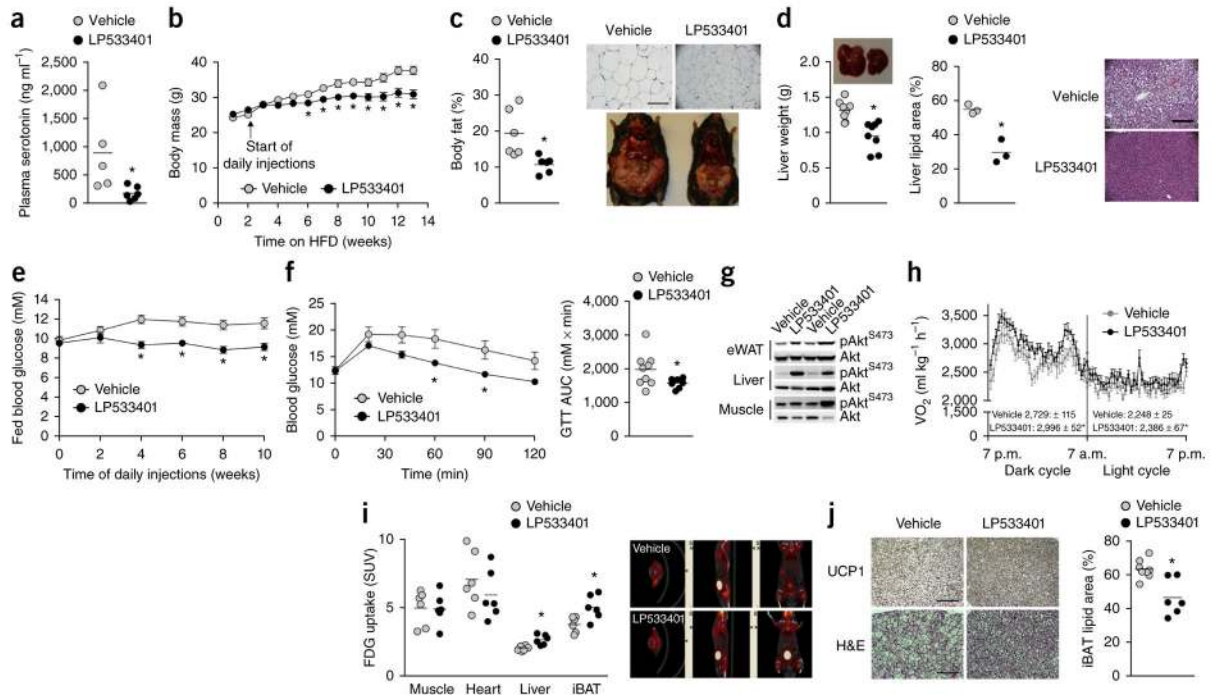 a
Vehicle
LP533401
Plasma serotonin (ng ml⁻¹)
2,500
2,000
1,500
1,000
500
0
*
b
Body mass (g)
40
30
20
10
0
Start of
daily injections
Vehicle LP533401
* * * * * * * *
0 2 4 6 8 10 12 14
Time on HFD (weeks)
c
Vehicle
LP533401
Body fat (%)
40
30
20
10
0
*
Vehicle LP533401
d
Vehicle
LP533401
Liver weight (g)
2.0
1.5
1.0
0.5
0
*
Liver lipid area (%)
80
60
40
20
0
*
Vehicle
LP533401
e
Fed blood glucose (mM)
14
12
10
8
6
4
2
0
* * * *
Vehicle
LP533401
0 2 4 6 8 10
Time of daily injections (weeks)
f
Blood glucose (mM)
25
20
15
10
5
0
* *
Vehicle
LP533401
0 30 60 90 120
Time (min)
Vehicle
LP533401
GTT AUC (mM × min)
4,000
3,000
2,000
1,000
0
*
g
Vehicle
LP533401
Vehicle
LP533401
eWAT
pAkt^S473
Akt
Liver
pAkt^S473
Akt
Muscle
pAkt^S473
Akt
h
VO₂ (ml kg⁻¹ h⁻¹)
3,500
3,000
2,500
2,000
1,500
0
Vehicle
LP533401
Vehicle 2,729: ± 115
LP533401: 2,996 ± 52*
Vehicle: 2,248 ± 25
LP533401: 2,386 ± 67*
7 p.m. 7 a.m. 7 p.m.
Dark cycle Light cycle
i
Vehicle
LP533401
FDG uptake (SUV)
10
5
0
* *
Muscle Heart Liver iBAT
Vehicle
LP533401
j
Vehicle LP533401
UCP1
H&E
Vehicle
LP533401
iBAT lipid area (%)
80
60
40
20
0
*